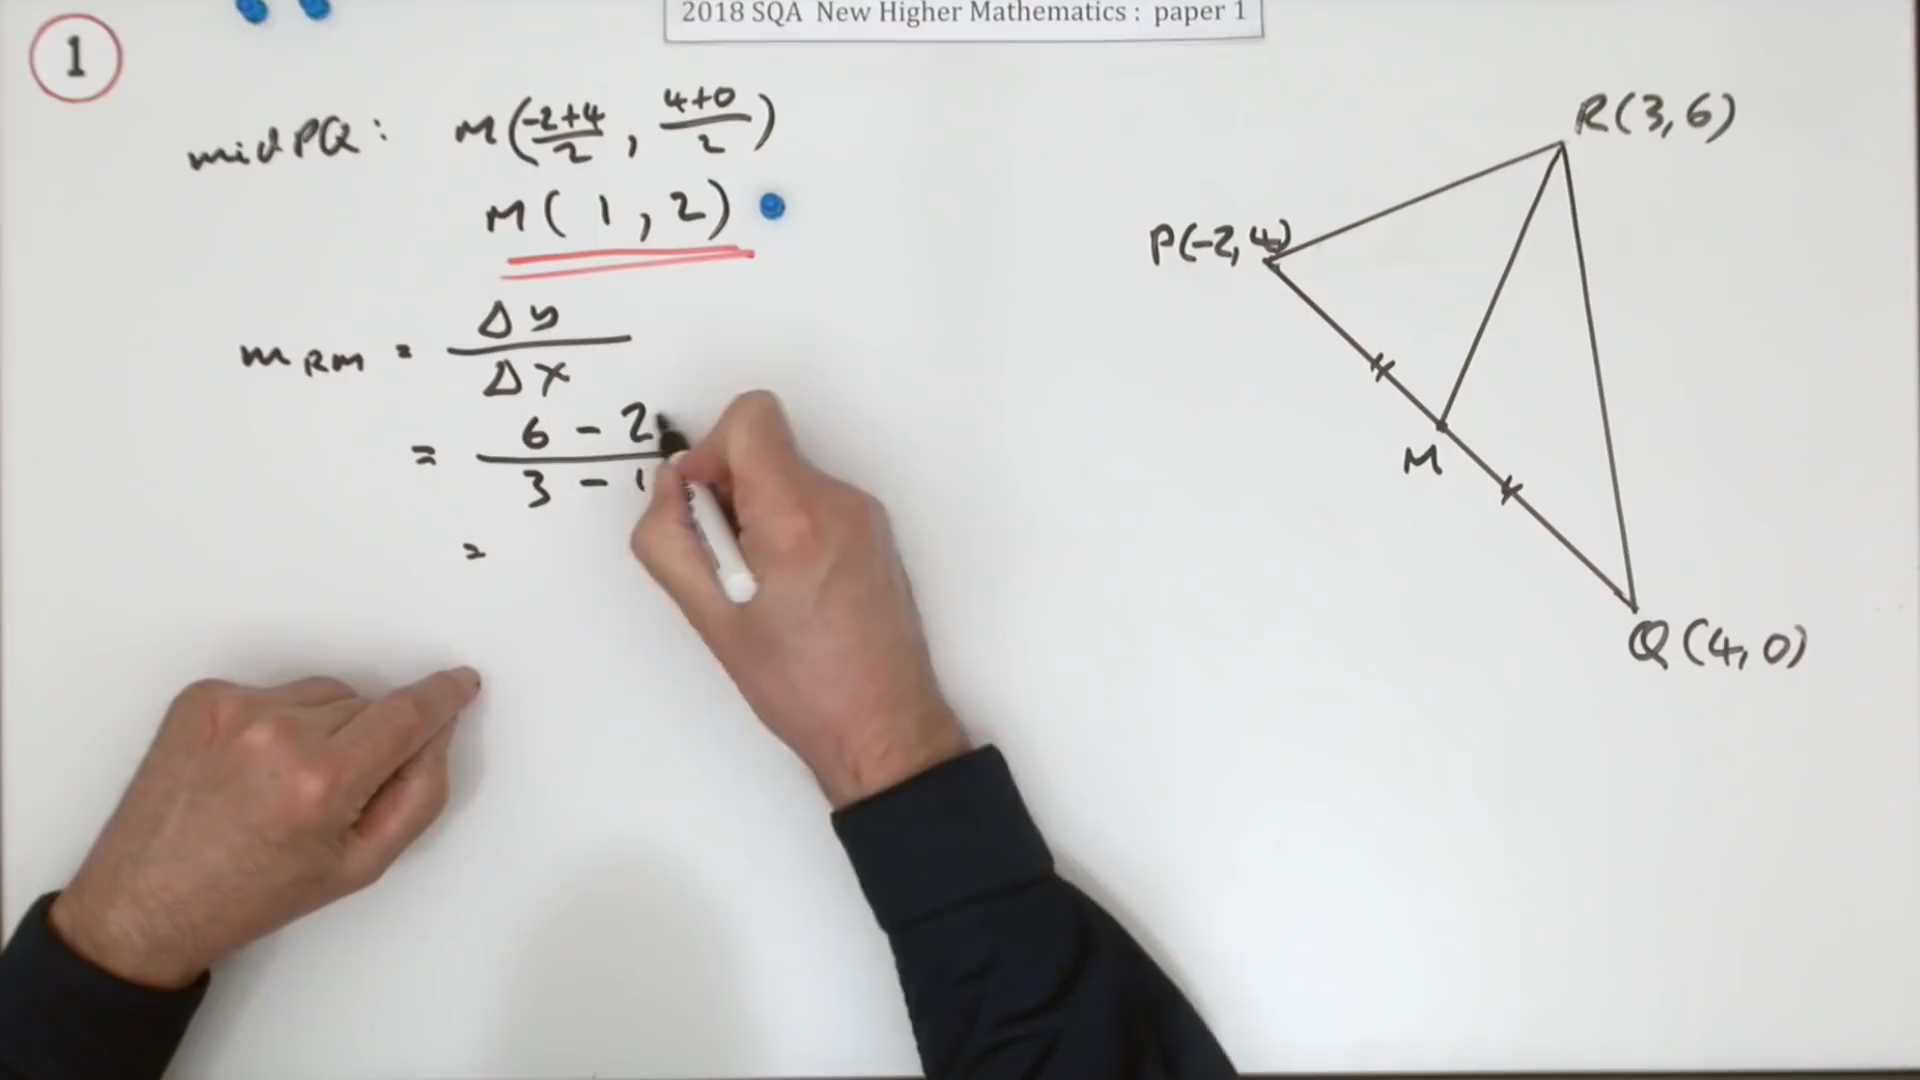 2018 SQA New Higher Mathematics : paper 1
1
mid PQ : M(-2+4/2, 4+0/2)
M(1, 2)
m RM = Δy/Δx
= 6 - 2/3 - 1
=
R(3, 6)
P(-2, 4)
M
Q(4, 0)